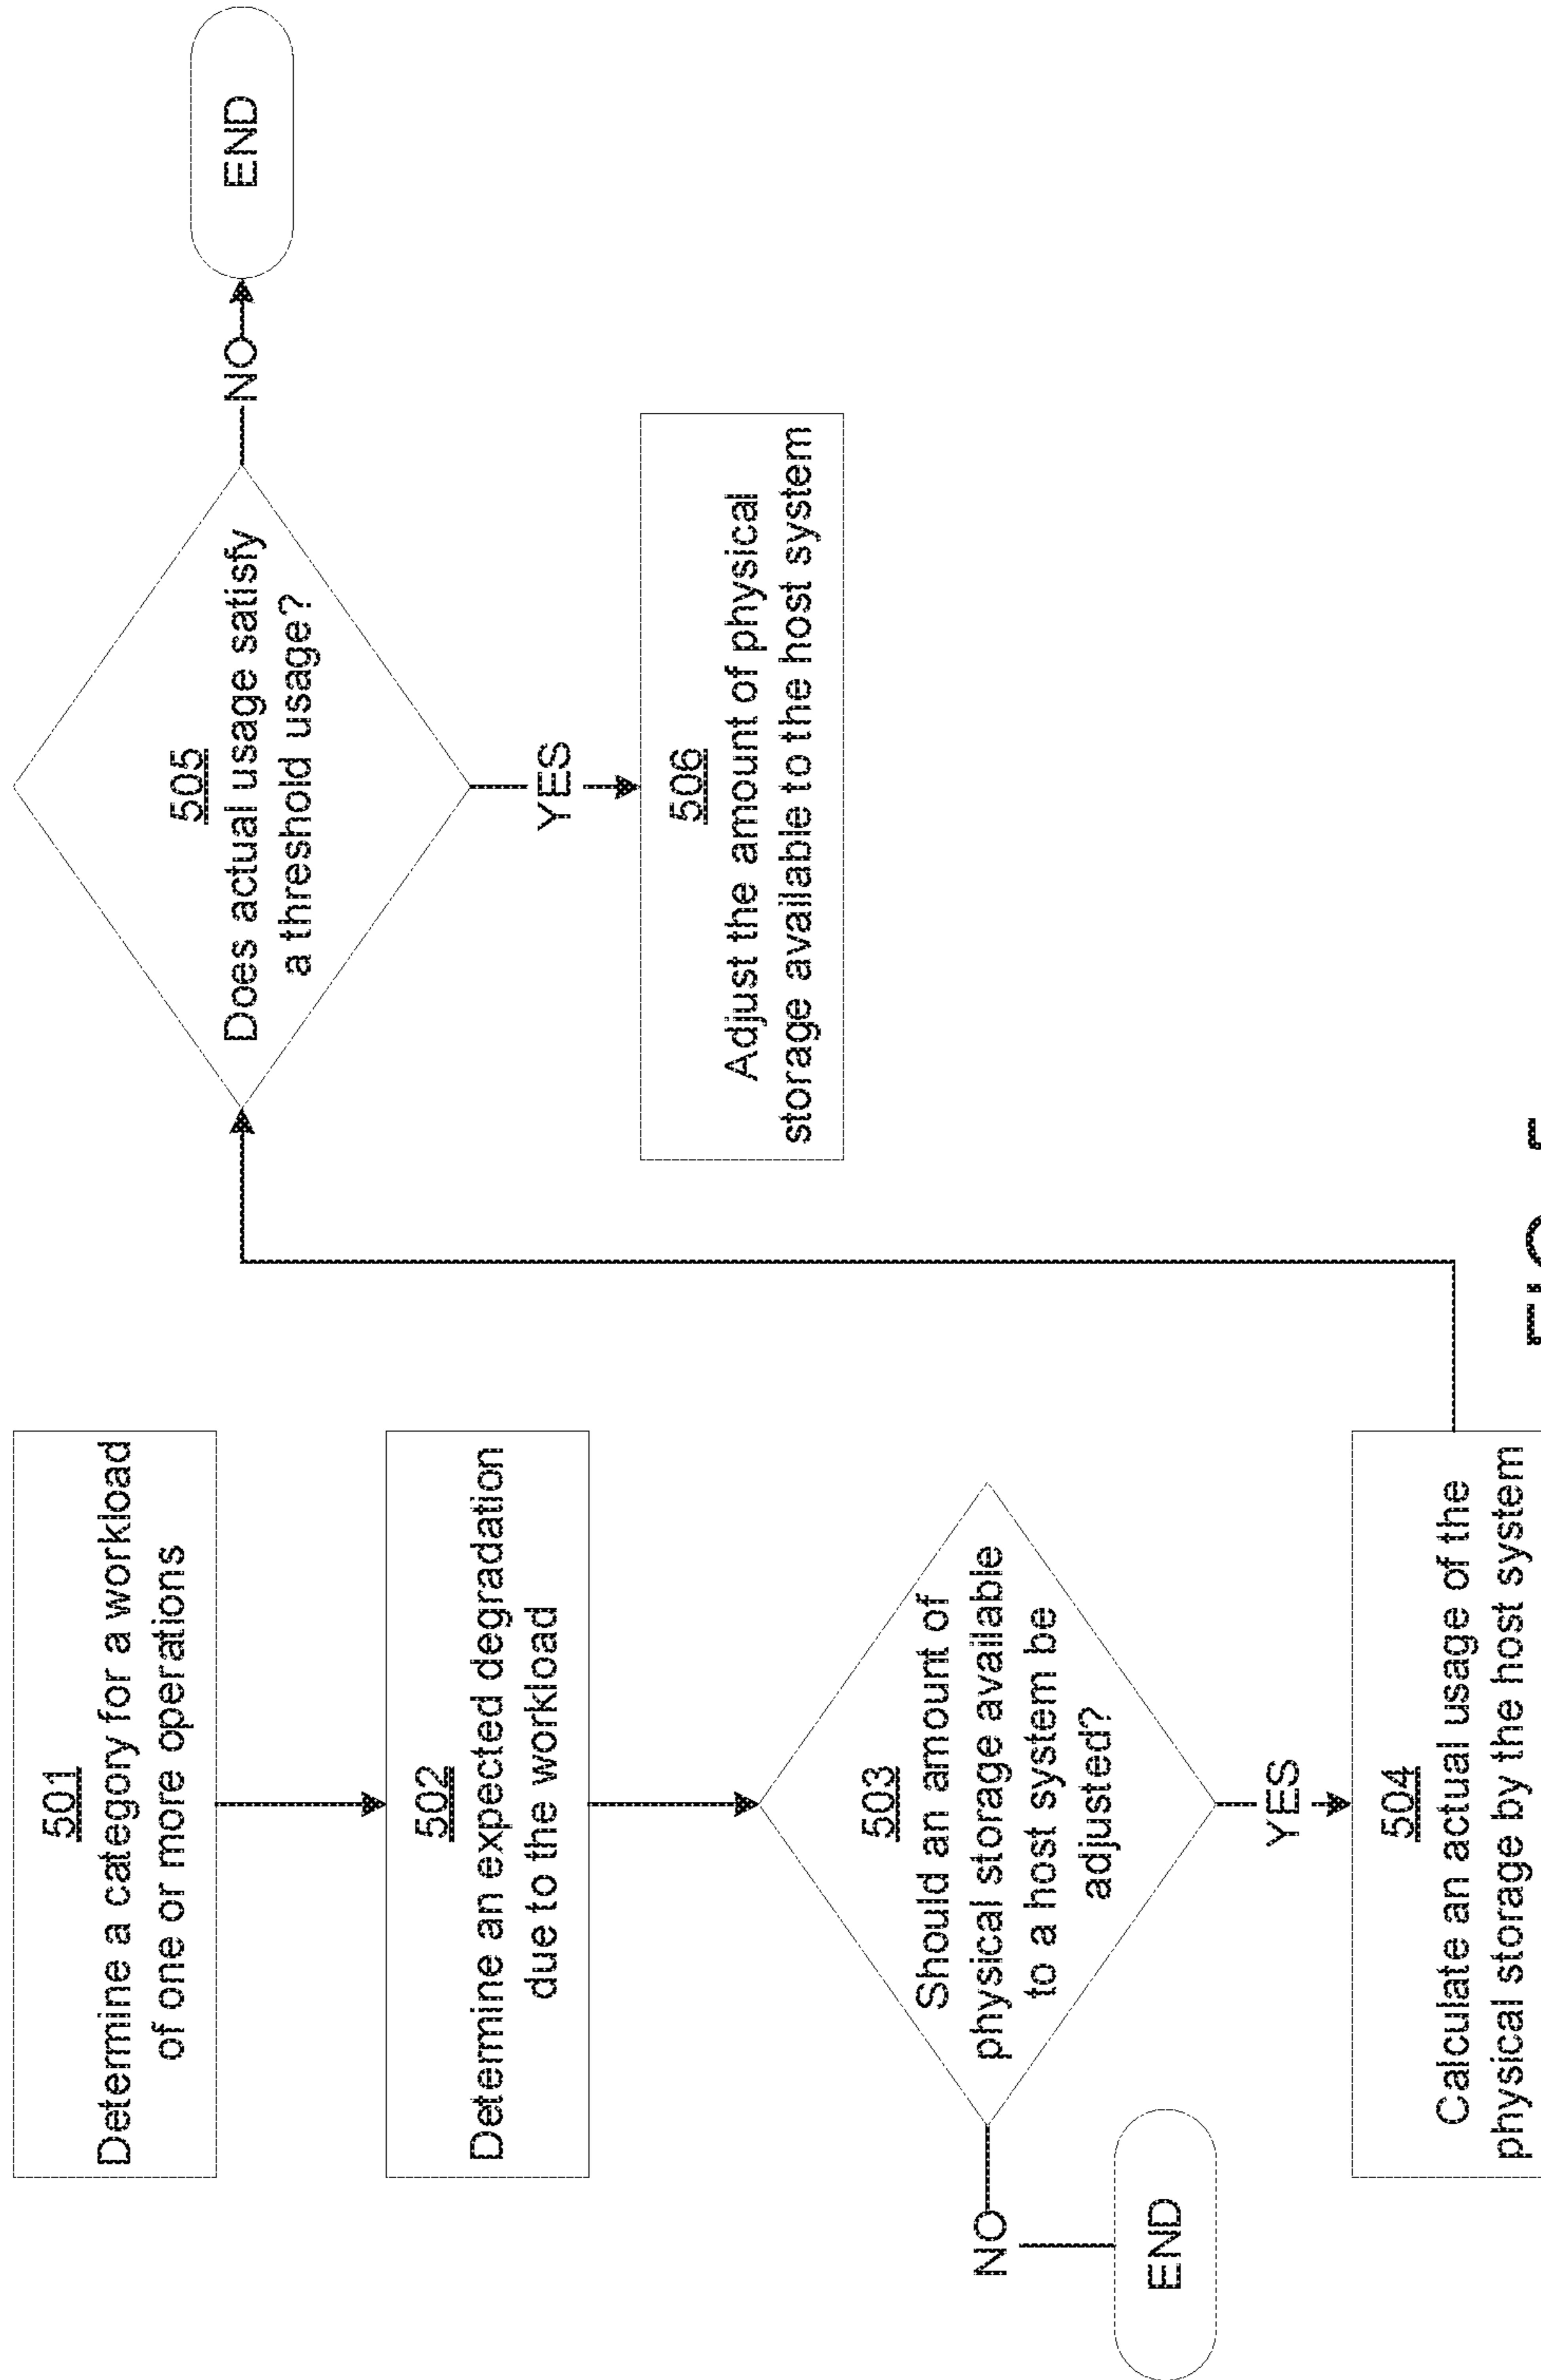 501
Determine a category for a workload
of one or more operations
502
Determine an expected degradation
due to the workload
503
Should an amount of
physical storage available
to a host system be
adjusted?
NO
END
YES
504
Calculate an actual usage of the
physical storage by the host system
505
Does actual usage satisfy
a threshold usage?
NO
END
YES
506
Adjust the amount of physical
storage available to the host system